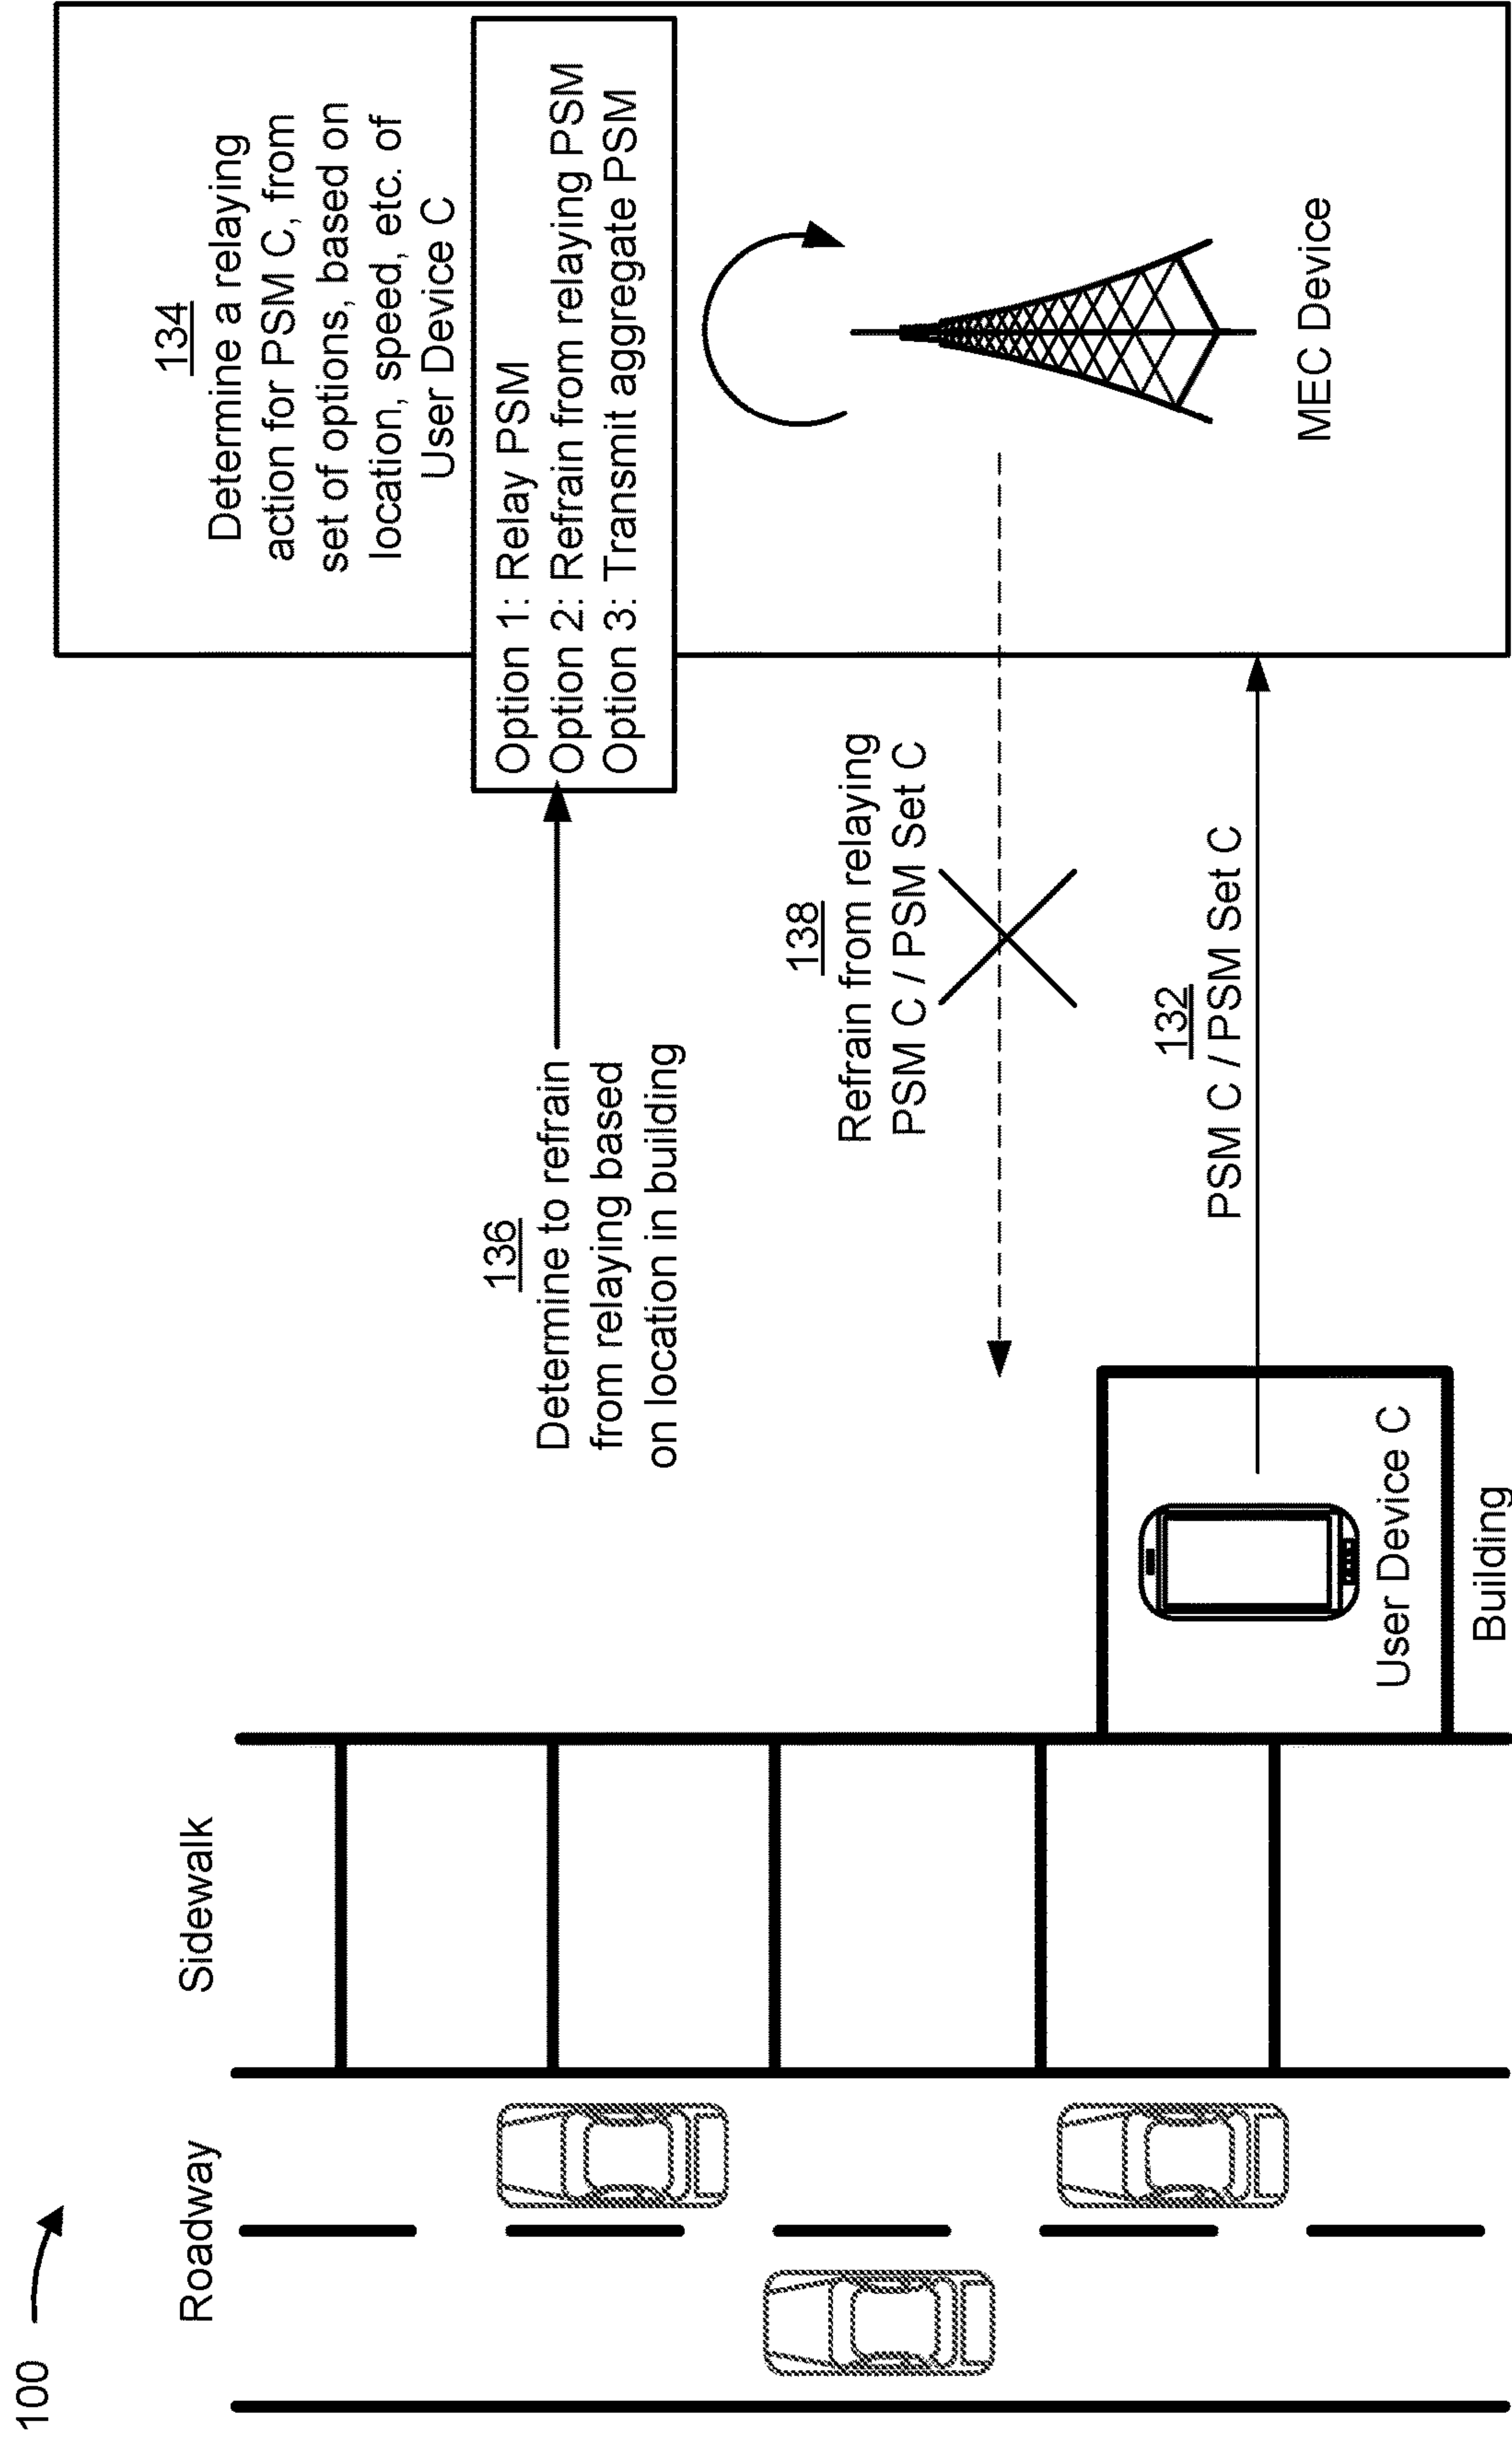 100
Roadway
Sidewalk
134
Determine a relaying
action for PSM C, from
set of options, based on
location, speed, etc. of
User Device C
136
Determine to refrain
from relaying based
on location in building
Option 1: Relay PSM
Option 2: Refrain from relaying PSM
Option 3: Transmit aggregate PSM
138
Refrain from relaying
PSM C / PSM Set C
132
PSM C / PSM Set C
User Device C
Building
MEC Device